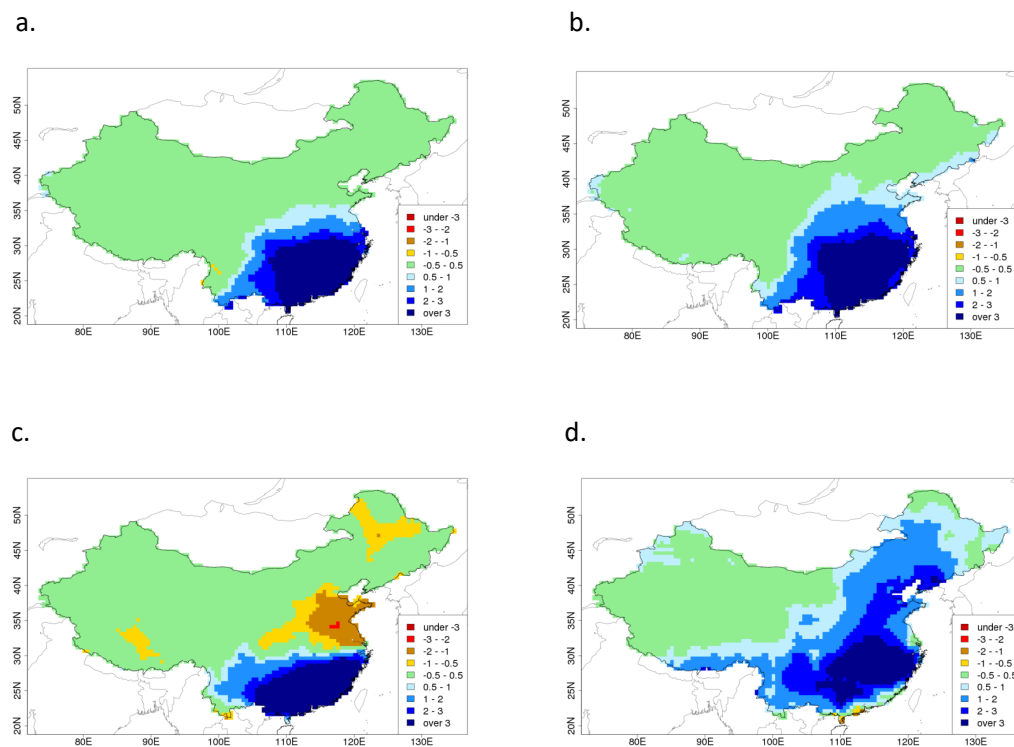 a.
b.
50N
45N
40N
35N
30N
25N
20N
80E 90E 100E 110E 120E 130E
under -3
-3 - -2
-2 - -1
-1 - -0.5
-0.5 - 0.5
0.5 - 1
1 - 2
2 - 3
over 3
50N
45N
40N
35N
30N
25N
20N
80E 90E 100E 110E 120E 130E
under -3
-3 - -2
-2 - -1
-1 - -0.5
-0.5 - 0.5
0.5 - 1
1 - 2
2 - 3
over 3
c.
d.
50N
45N
40N
35N
30N
25N
20N
80E 90E 100E 110E 120E 130E
under -3
-3 - -2
-2 - -1
-1 - -0.5
-0.5 - 0.5
0.5 - 1
1 - 2
2 - 3
over 3
50N
45N
40N
35N
30N
25N
20N
80E 90E 100E 110E 120E 130E
under -3
-3 - -2
-2 - -1
-1 - -0.5
-0.5 - 0.5
0.5 - 1
1 - 2
2 - 3
over 3